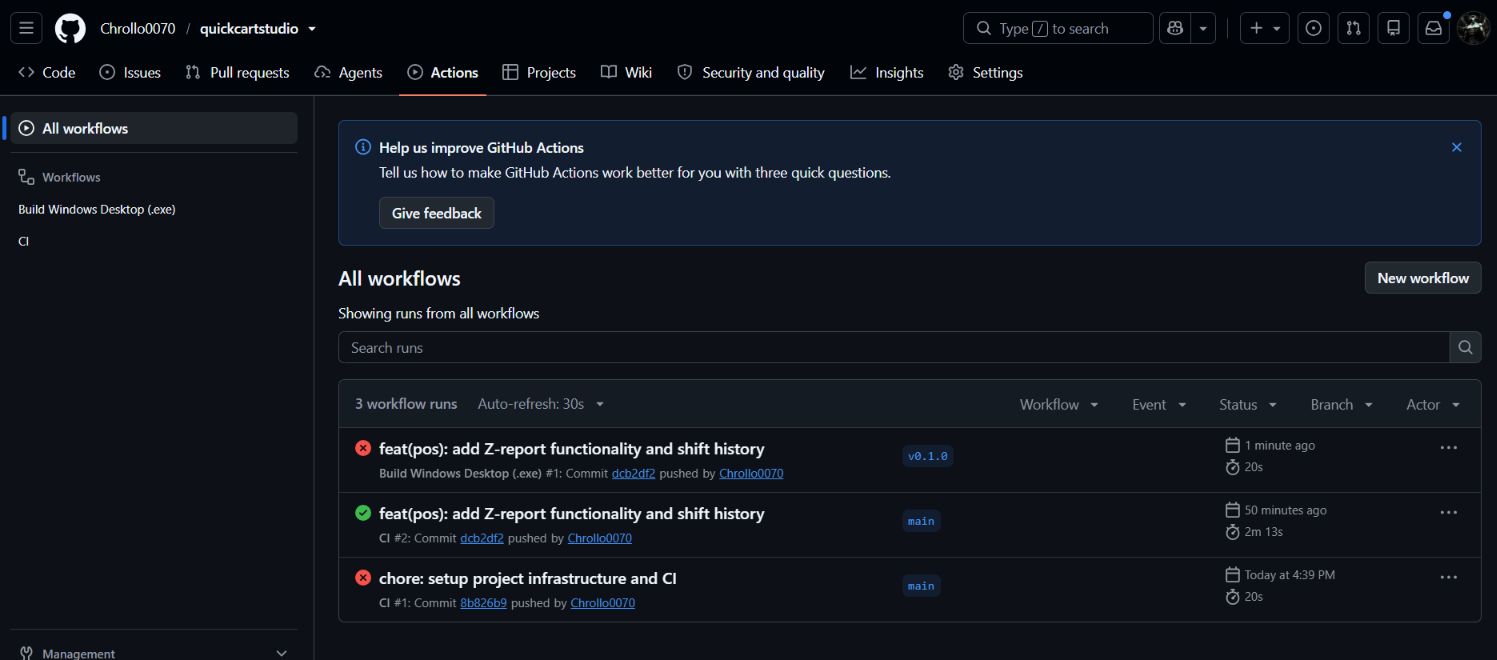 Chrollo0070 / quickcartstudio
Type / to search
Code Issues Pull requests Agents Actions Projects Wiki Security and quality Insights Settings
All workflows
Workflows
Build Windows Desktop (.exe)
CI
Management
Help us improve GitHub Actions
Tell us how to make GitHub Actions work better for you with three quick questions.
Give feedback
All workflows
New workflow
Showing runs from all workflows
Search runs
3 workflow runs Auto-refresh: 30s Workflow Event Status Branch Actor
feat(pos): add Z-report functionality and shift history
Build Windows Desktop (.exe) #1: Commit dcb2df2 pushed by Chrollo0070
v0.1.0
1 minute ago
20s
feat(pos): add Z-report functionality and shift history
CI #2: Commit dcb2df2 pushed by Chrollo0070
main
50 minutes ago
2m 13s
chore: setup project infrastructure and CI
CI #1: Commit 8b826b9 pushed by Chrollo0070
main
Today at 4:39 PM
20s